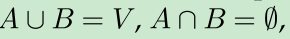 A ∪ B = V, A ∩ B = ∅,